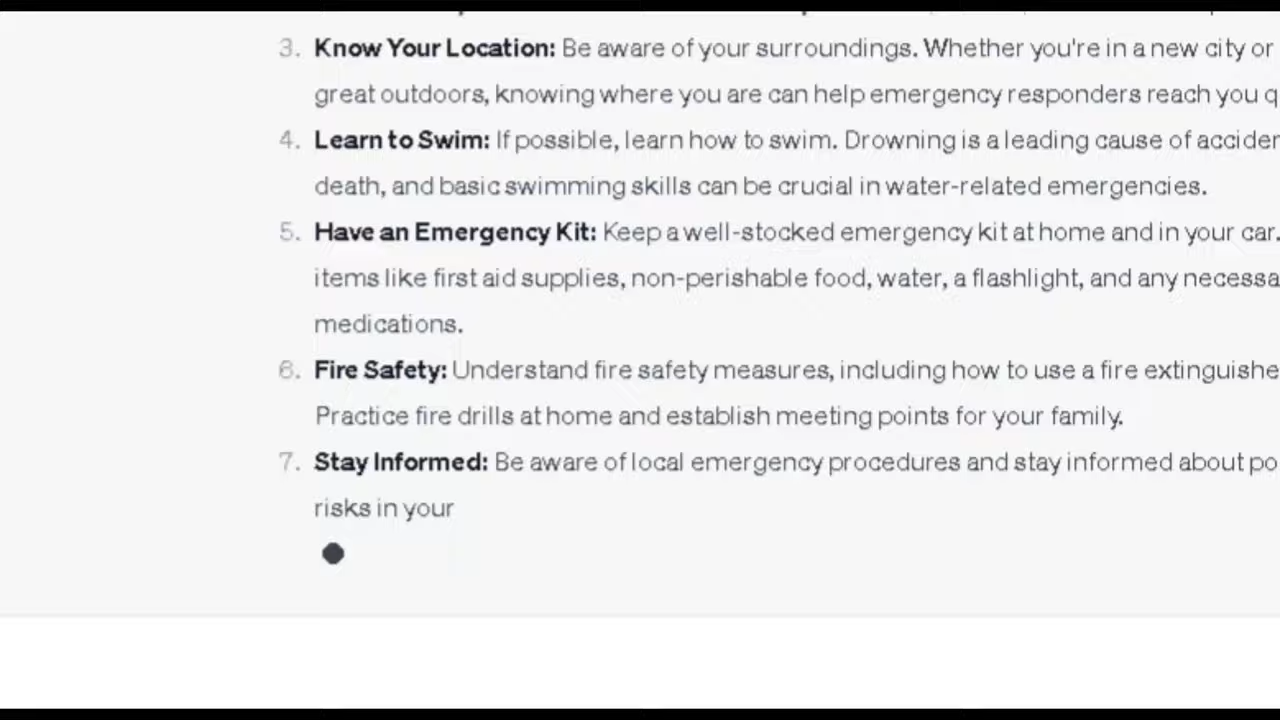 3. Know Your Location: Be aware of your surroundings. Whether you're in a new city or
great outdoors, knowing where you are can help emergency responders reach you q
4. Learn to Swim: If possible, learn how to swim. Drowning is a leading cause of acciden
death, and basic swimming skills can be crucial in water-related emergencies.
5. Have an Emergency Kit: Keep a well-stocked emergency kit at home and in your car.
items like first aid supplies, non-perishable food, water, a flashlight, and any necessa
medications.
6. Fire Safety: Understand fire safety measures, including how to use a fire extinguishe
Practice fire drills at home and establish meeting points for your family.
7. Stay Informed: Be aware of local emergency procedures and stay informed about po
risks in your